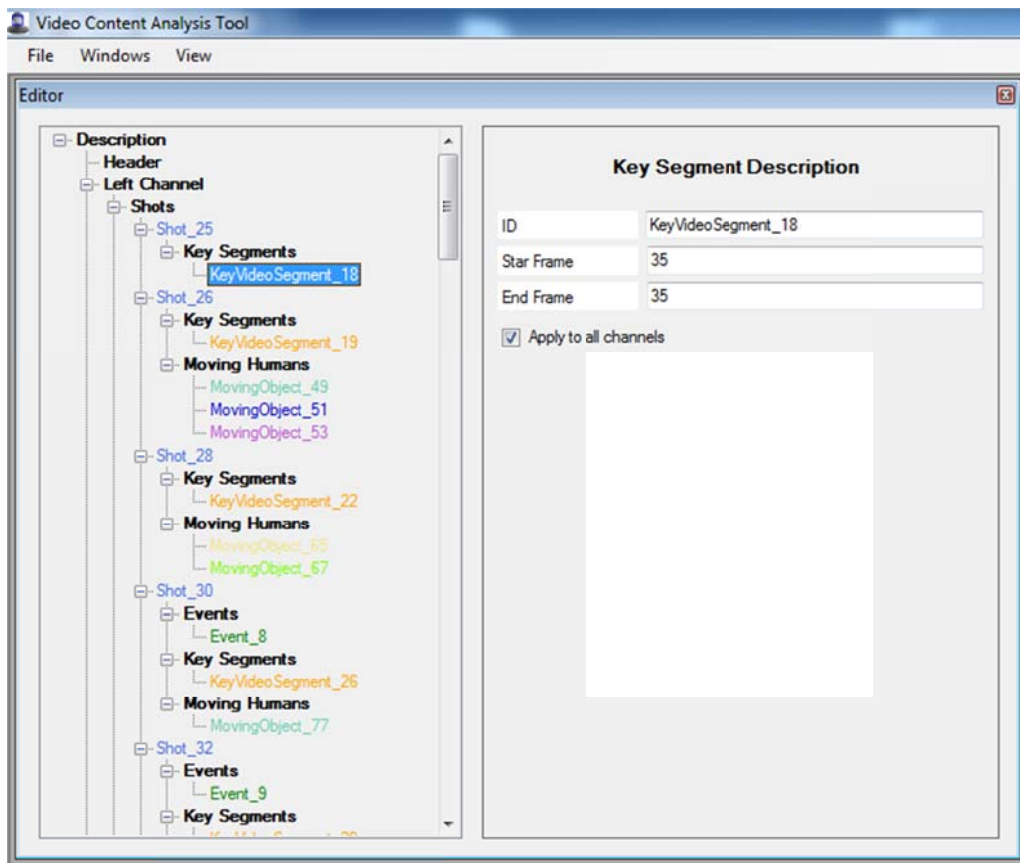 Video Content Analysis Tool
File Windows View
Editor
Description
Header
Left Channel
Shots
Shot_25
Key Segments
KeyVideoSegment_18
Shot_26
Key Segments
KeyVideoSegment_19
Moving Humans
MovingObject_49
MovingObject_51
MovingObject_53
Shot_28
Key Segments
KeyVideoSegment_22
Moving Humans
MovingObject_65
MovingObject_67
Shot_30
Events
Event_8
Key Segments
KeyVideoSegment_26
Moving Humans
MovingObject_77
Shot_32
Events
Event_9
Key Segments
Key Segment Description
ID KeyVideoSegment_18
Star Frame 35
End Frame 35
Apply to all channels